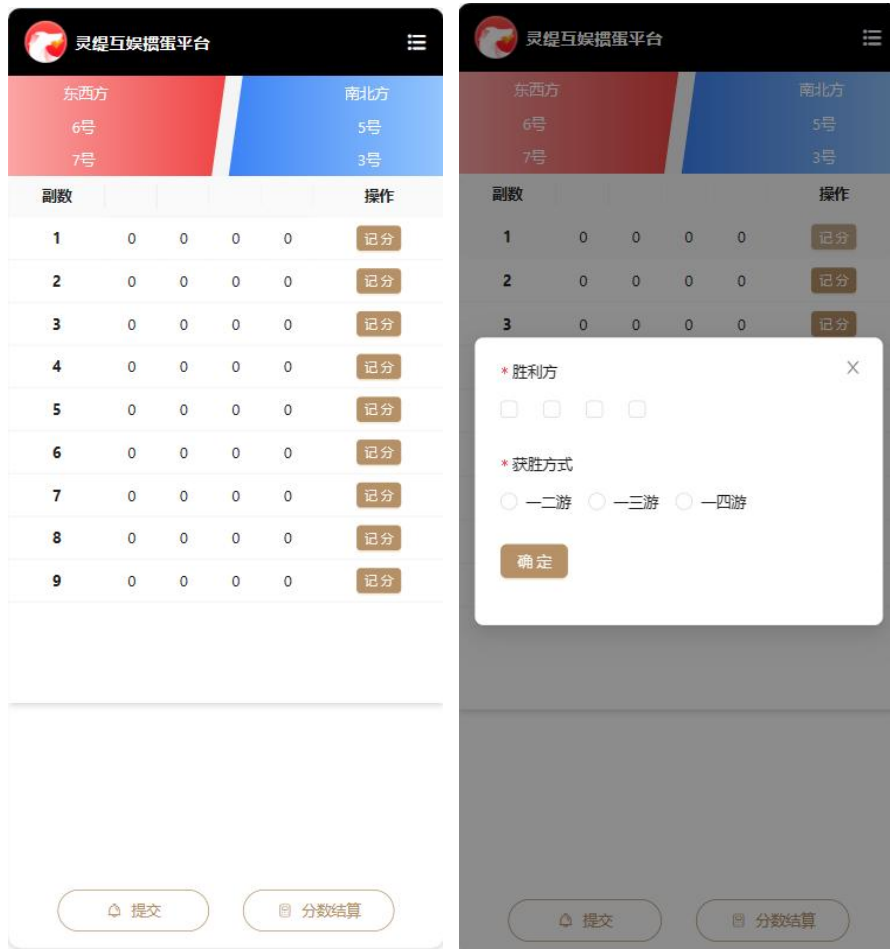 灵缇互娱掼蛋平台
东西方 南北方
6号 5号
7号 3号
副数 操作
1 0 0 0 0 记分
2 0 0 0 0 记分
3 0 0 0 0 记分
4 0 0 0 0 记分
5 0 0 0 0 记分
6 0 0 0 0 记分
7 0 0 0 0 记分
8 0 0 0 0 记分
9 0 0 0 0 记分
提交 分数结算
灵缇互娱掼蛋平台
东西方 南北方
6号 5号
7号 3号
副数 操作
1 0 0 0 0 记分
2 0 0 0 0 记分
3 0 0 0 0 记分
* 胜利方
* 获胜方式
一二游 一三游 一四游
确定
提交 分数结算